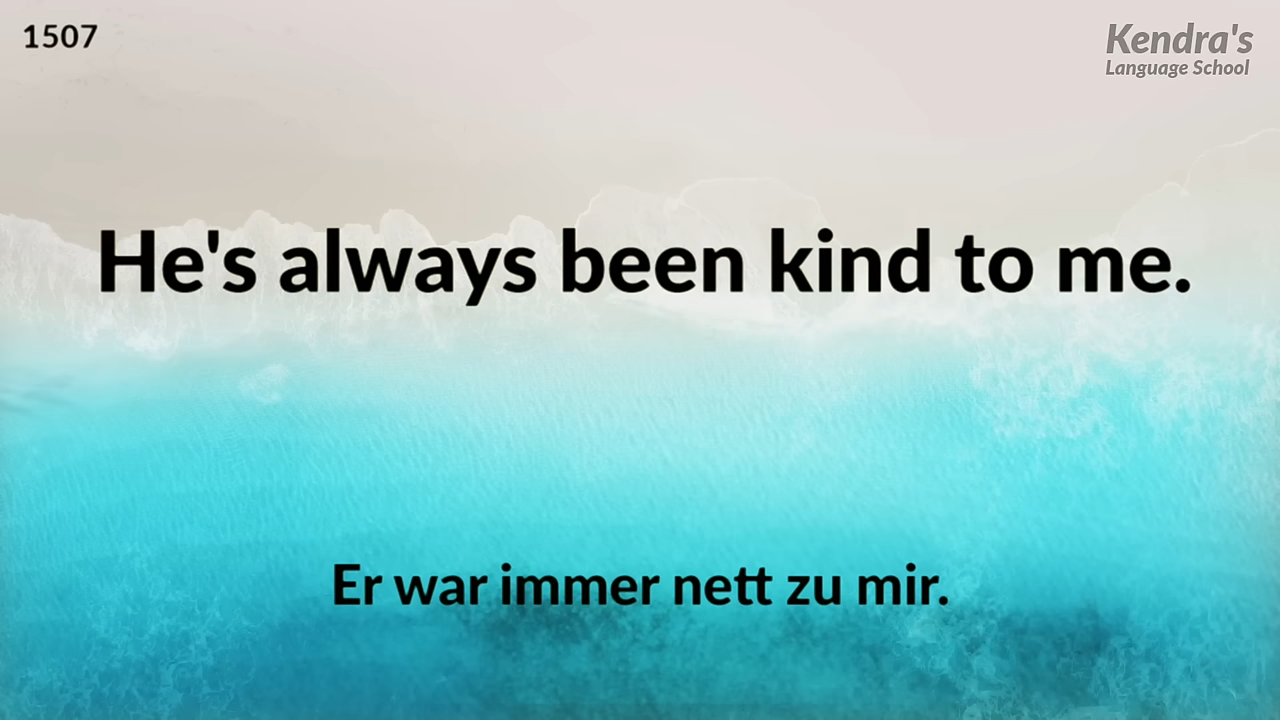 1507
Kendra's
Language School
He's always been kind to me.
Er war immer nett zu mir.